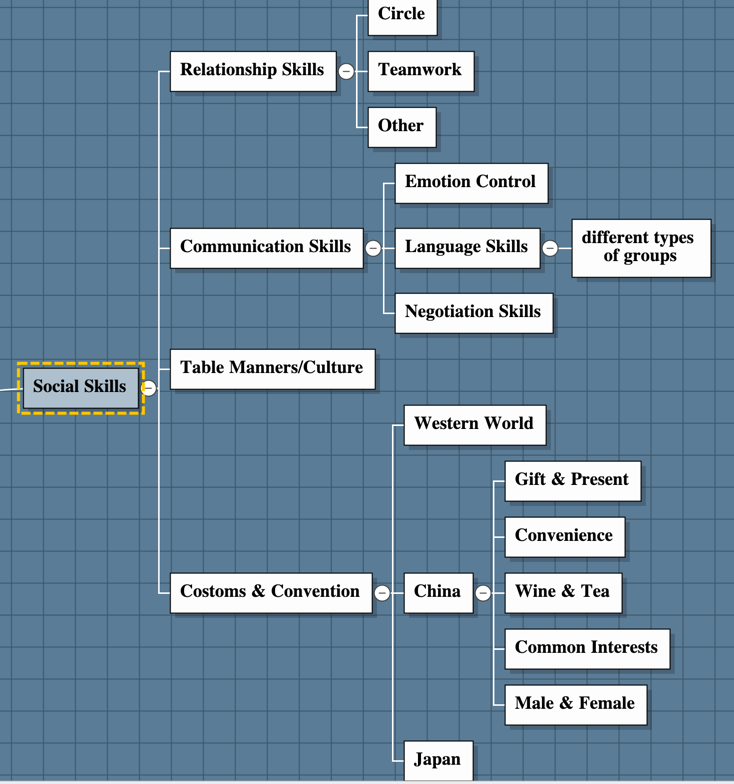 Circle
Relationship Skills
Teamwork
Other
Emotion Control
Communication Skills
Language Skills
different types
of groups
Negotiation Skills
Table Manners/Culture
Social Skills
Western World
Gift & Present
Convenience
Costoms & Convention
China
Wine & Tea
Common Interests
Male & Female
Japan